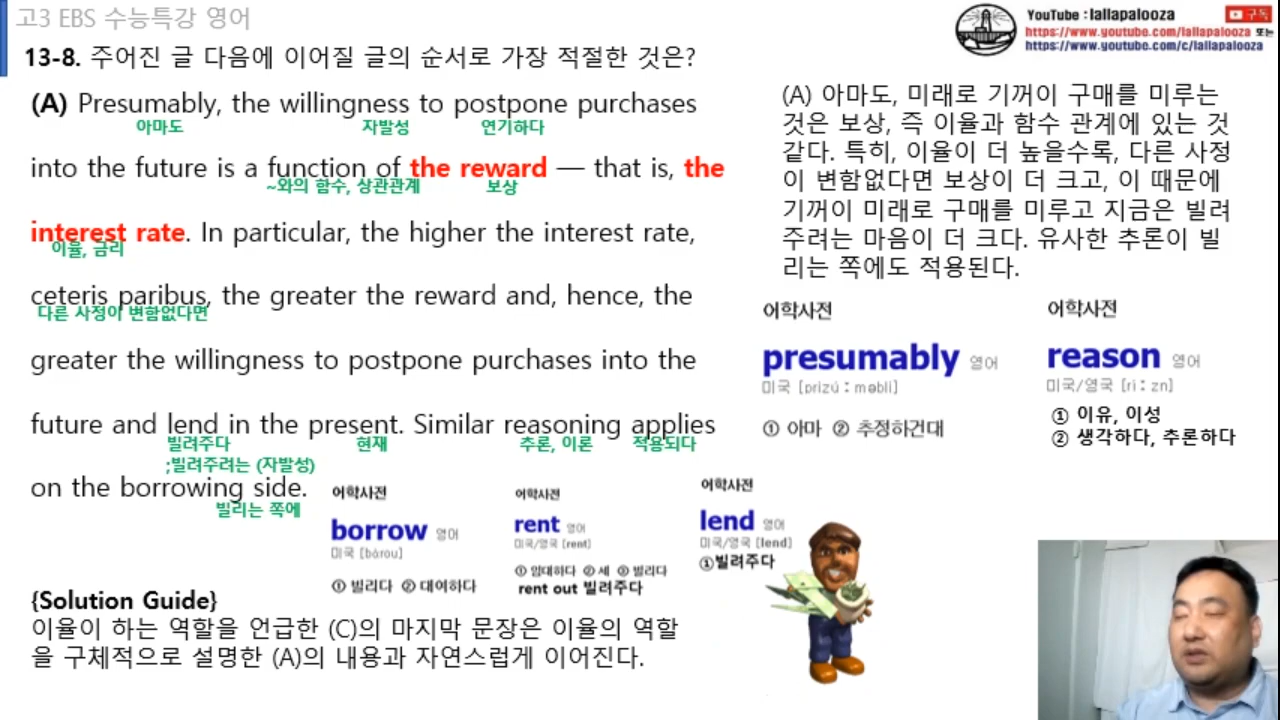 고3 EBS 수능특강 영어
YouTube : lallapalooza
구독
https://www.youtube.com/lallapalooza 또는
https://www.youtube.com/c/lallapalooza
13-8. 주어진 글 다음에 이어질 글의 순서로 가장 적절한 것은?
(A) Presumably, the willingness to postpone purchases
아마도 자발성 연기하다
into the future is a function of the reward — that is, the
~와의 함수, 상관관계 보상
interest rate. In particular, the higher the interest rate,
이율, 금리
ceteris paribus, the greater the reward and, hence, the
다른 사정이 변함없다면
greater the willingness to postpone purchases into the
future and lend in the present. Similar reasoning applies
빌려주다 현재 추론, 이론 적용되다
;빌려주려는 (자발성)
on the borrowing side.
빌리는 쪽에
(A) 아마도, 미래로 기꺼이 구매를 미루는
것은 보상, 즉 이율과 함수 관계에 있는 것
같다. 특히, 이율이 더 높을수록, 다른 사정
이 변함없다면 보상이 더 크고, 이 때문에
기꺼이 미래로 구매를 미루고 지금은 빌려
주려는 마음이 더 크다. 유사한 추론이 빌
리는 쪽에도 적용된다.
어학사전
presumably 영어
미국 [prizú:məbli]
① 아마 ② 추정하건대
어학사전
reason 영어
미국/영국 [ri:zn]
① 이유, 이성
② 생각하다, 추론하다
어학사전
borrow 영어
미국 [bárou]
① 빌리다 ② 대여하다
어학사전
rent 영어
미국/영국 [rent]
① 임대하다 ② 세 ③ 빌리다
rent out 빌려주다
어학사전
lend 영어
미국/영국 [lend]
①빌려주다
{Solution Guide}
이율이 하는 역할을 언급한 (C)의 마지막 문장은 이율의 역할
을 구체적으로 설명한 (A)의 내용과 자연스럽게 이어진다.